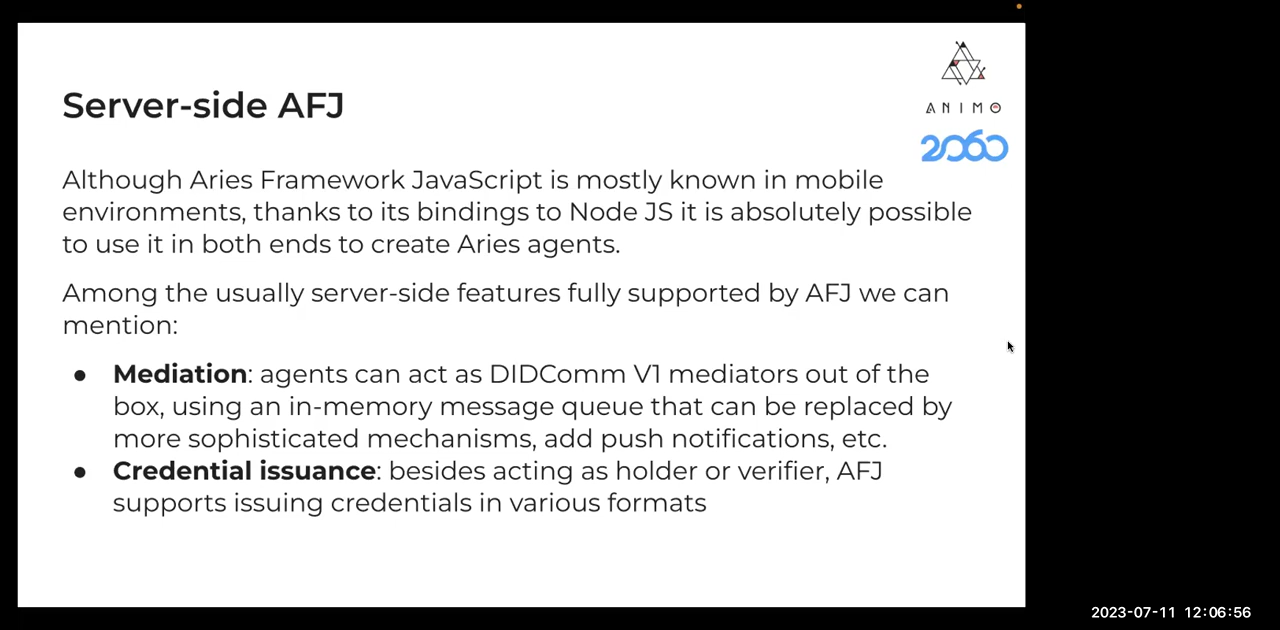 Server-side AFJ
ANIMO
2060
Although Aries Framework JavaScript is mostly known in mobile
environments, thanks to its bindings to Node JS it is absolutely possible
to use it in both ends to create Aries agents.
Among the usually server-side features fully supported by AFJ we can
mention:
● Mediation: agents can act as DIDComm V1 mediators out of the
box, using an in-memory message queue that can be replaced by
more sophisticated mechanisms, add push notifications, etc.
● Credential issuance: besides acting as holder or verifier, AFJ
supports issuing credentials in various formats
2023-07-11 12:06:56